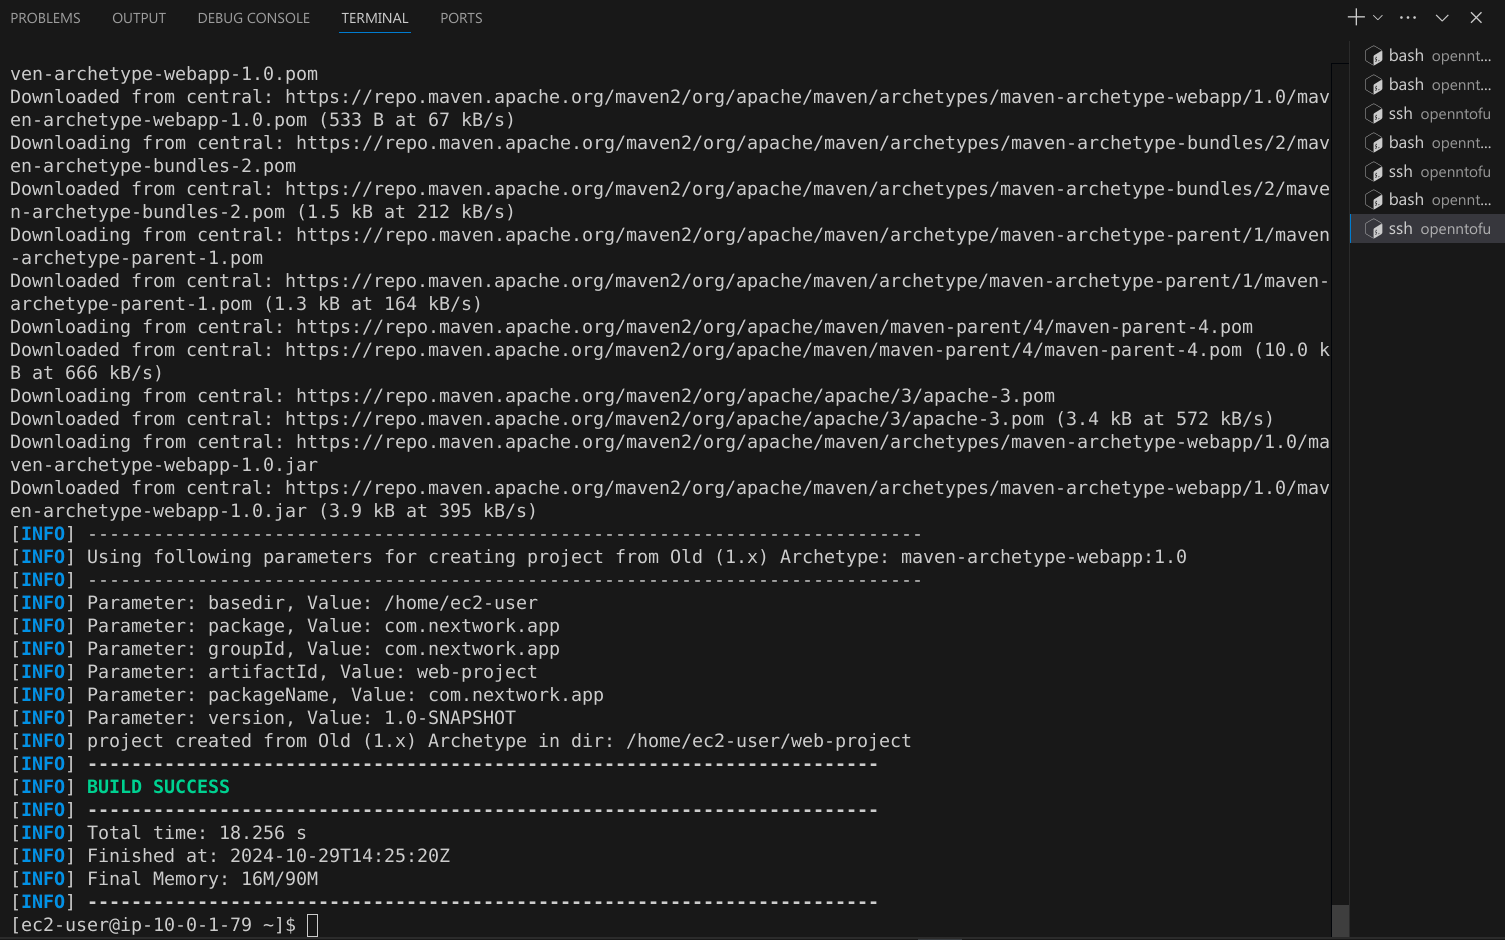 PROBLEMS OUTPUT DEBUG CONSOLE TERMINAL PORTS
ven-archetype-webapp-1.0.pom
Downloaded from central: https://repo.maven.apache.org/maven2/org/apache/maven/archetypes/maven-archetype-webapp/1.0/mav
en-archetype-webapp-1.0.pom (533 B at 67 kB/s)
Downloading from central: https://repo.maven.apache.org/maven2/org/apache/maven/archetypes/maven-archetype-bundles/2/mav
en-archetype-bundles-2.pom
Downloaded from central: https://repo.maven.apache.org/maven2/org/apache/maven/archetypes/maven-archetype-bundles/2/mave
n-archetype-bundles-2.pom (1.5 kB at 212 kB/s)
Downloading from central: https://repo.maven.apache.org/maven2/org/apache/maven/archetype/maven-archetype-parent/1/maven
-archetype-parent-1.pom
Downloaded from central: https://repo.maven.apache.org/maven2/org/apache/maven/archetype/maven-archetype-parent/1/maven-
archetype-parent-1.pom (1.3 kB at 164 kB/s)
Downloading from central: https://repo.maven.apache.org/maven2/org/apache/maven/maven-parent/4/maven-parent-4.pom
Downloaded from central: https://repo.maven.apache.org/maven2/org/apache/maven/maven-parent/4/maven-parent-4.pom (10.0 k
B at 666 kB/s)
Downloading from central: https://repo.maven.apache.org/maven2/org/apache/apache/3/apache-3.pom
Downloaded from central: https://repo.maven.apache.org/maven2/org/apache/apache/3/apache-3.pom (3.4 kB at 572 kB/s)
Downloading from central: https://repo.maven.apache.org/maven2/org/apache/maven/archetypes/maven-archetype-webapp/1.0/ma
ven-archetype-webapp-1.0.jar
Downloaded from central: https://repo.maven.apache.org/maven2/org/apache/maven/archetypes/maven-archetype-webapp/1.0/mav
en-archetype-webapp-1.0.jar (3.9 kB at 395 kB/s)
[INFO] ----------------------------------------------------------------------------
[INFO] Using following parameters for creating project from Old (1.x) Archetype: maven-archetype-webapp:1.0
[INFO] ----------------------------------------------------------------------------
[INFO] Parameter: basedir, Value: /home/ec2-user
[INFO] Parameter: package, Value: com.nextwork.app
[INFO] Parameter: groupId, Value: com.nextwork.app
[INFO] Parameter: artifactId, Value: web-project
[INFO] Parameter: packageName, Value: com.nextwork.app
[INFO] Parameter: version, Value: 1.0-SNAPSHOT
[INFO] project created from Old (1.x) Archetype in dir: /home/ec2-user/web-project
[INFO] ------------------------------------------------------------------------
[INFO] BUILD SUCCESS
[INFO] ------------------------------------------------------------------------
[INFO] Total time: 18.256 s
[INFO] Finished at: 2024-10-29T14:25:20Z
[INFO] Final Memory: 16M/90M
[INFO] ------------------------------------------------------------------------
[ec2-user@ip-10-0-1-79 ~]$
bash opennt...
bash opennt...
ssh openntofu
bash opennt...
ssh openntofu
bash opennt...
ssh openntofu